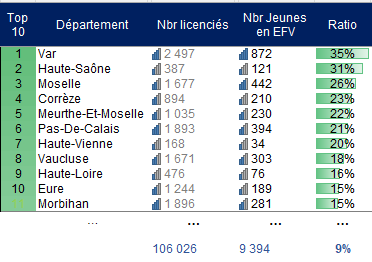 Top 10 Département Nbr licenciés Nbr Jeunes en EFV Ratio
1 Var 2 497 872 35%
2 Haute-Saône 387 121 31%
3 Moselle 1 677 442 26%
4 Corrèze 894 210 23%
5 Meurthe-Et-Moselle 1 035 230 22%
6 Pas-De-Calais 1 893 394 21%
7 Haute-Vienne 168 34 20%
8 Vaucluse 1 671 303 18%
9 Haute-Loire 476 76 16%
10 Eure 1 244 189 15%
Morbihan 1 896 281 15%
... ... ... ...
106 026 9 394 9%